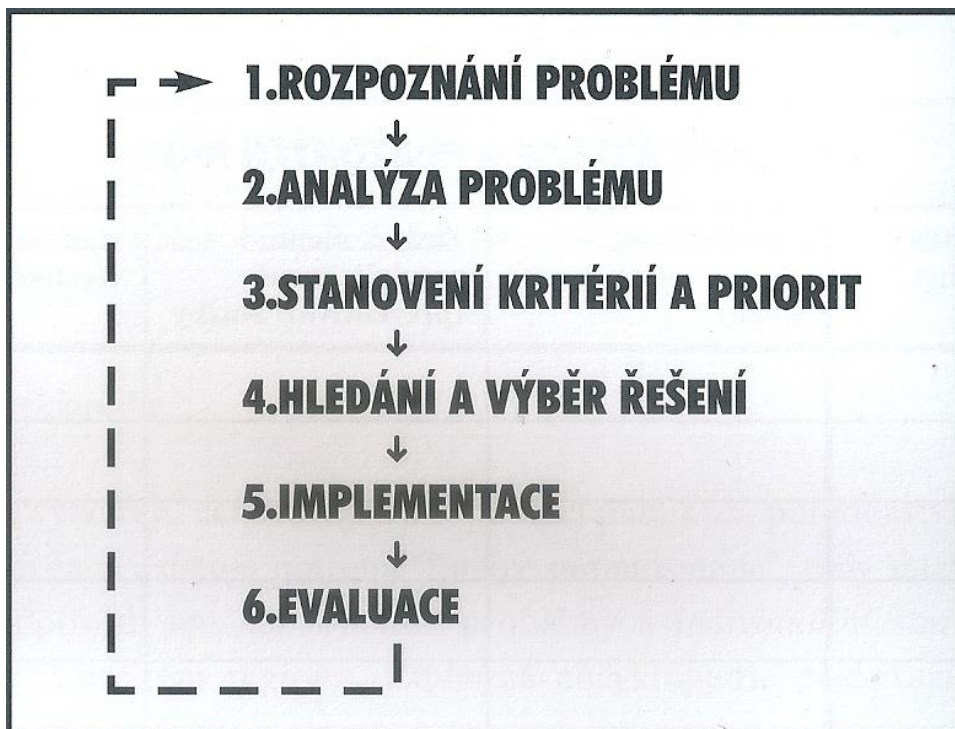 1.ROZPOZNÁNÍ PROBLÉMU
2.ANALÝZA PROBLÉMU
3.STANOVENÍ KRITÉRIÍ A PRIORIT
4.HLEDÁNÍ A VÝBĚR ŘEŠENÍ
5.IMPLEMENTACE
6.EVALUACE